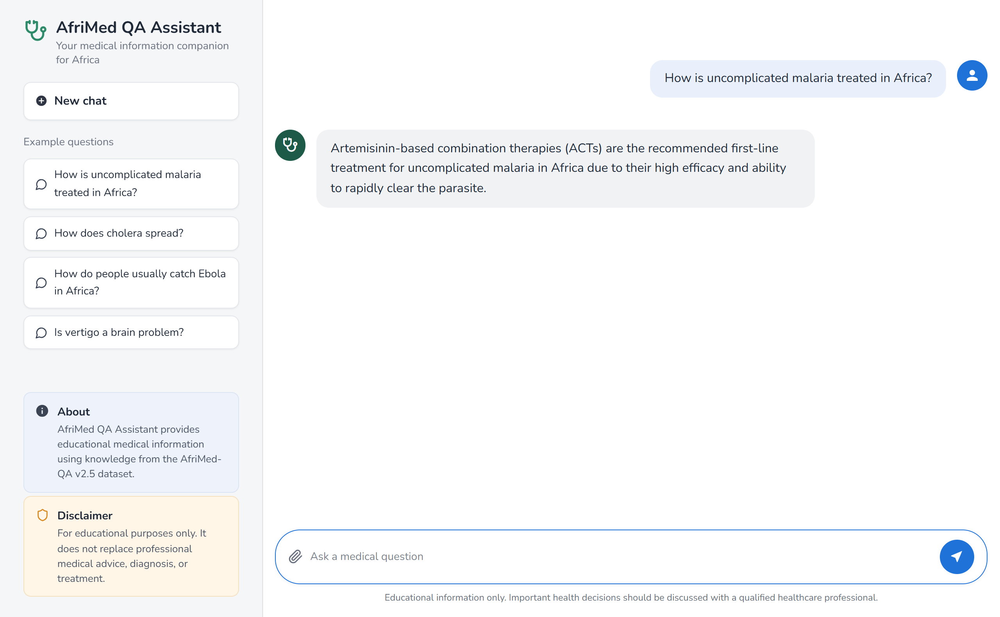 AfriMed QA Assistant
Your medical information companion
for Africa
New chat
Example questions
How is uncomplicated malaria
treated in Africa?
How does cholera spread?
How do people usually catch Ebola
in Africa?
Is vertigo a brain problem?
About
AfriMed QA Assistant provides
educational medical information
using knowledge from the AfriMed-
QA v2.5 dataset.
Disclaimer
For educational purposes only. It
does not replace professional
medical advice, diagnosis, or
treatment.
How is uncomplicated malaria treated in Africa?
Artemisinin-based combination therapies (ACTs) are the recommended first-line
treatment for uncomplicated malaria in Africa due to their high efficacy and ability
to rapidly clear the parasite.
Ask a medical question
Educational information only. Important health decisions should be discussed with a qualified healthcare professional.